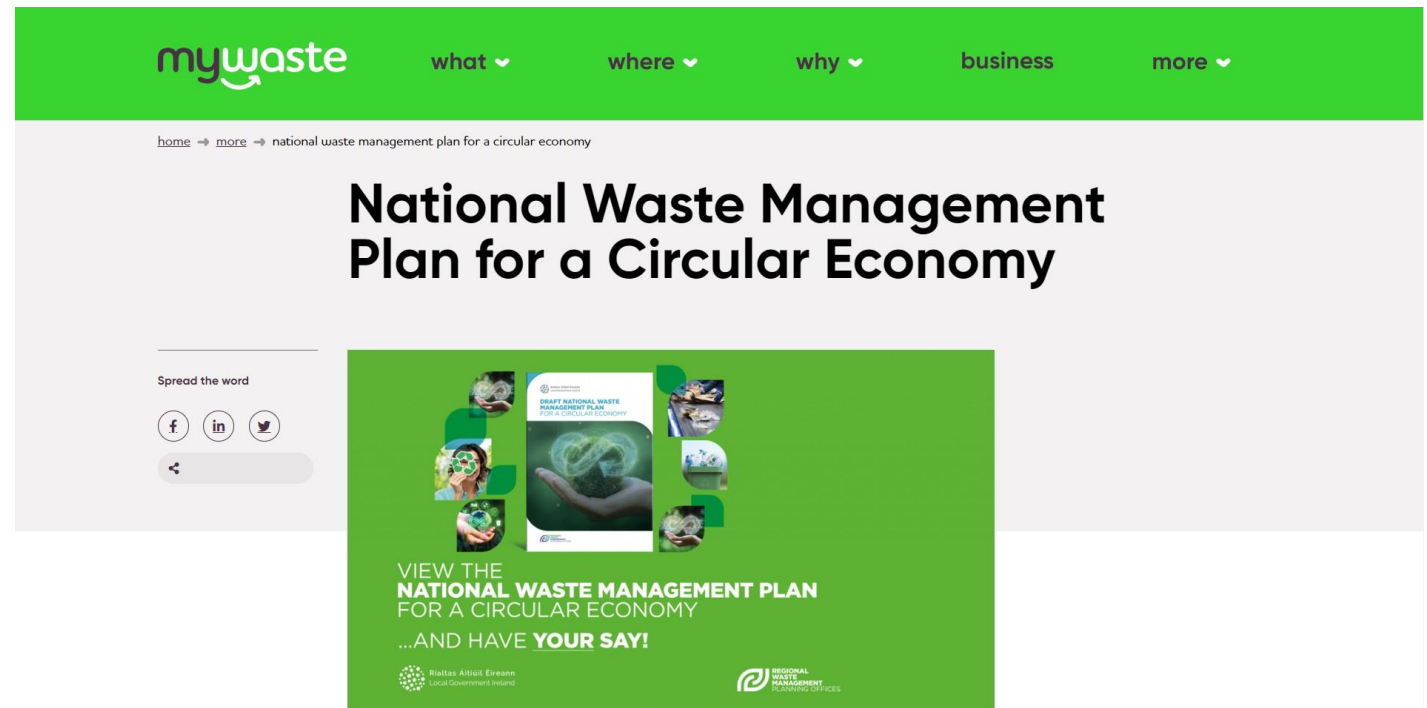 mywaste
what
where
why
business
more
home → more → national waste management plan for a circular economy
National Waste Management
Plan for a Circular Economy
Spread the word
f
in
DRAFT NATIONAL WASTE
MANAGEMENT PLAN
FOR A CIRCULAR ECONOMY
VIEW THE
NATIONAL WASTE MANAGEMENT PLAN
FOR A CIRCULAR ECONOMY
...AND HAVE YOUR SAY!
Rialtas Áitiúil Éireann
Local Government Ireland
REGIONAL
WASTE
MANAGEMENT
PLANNING OFFICES